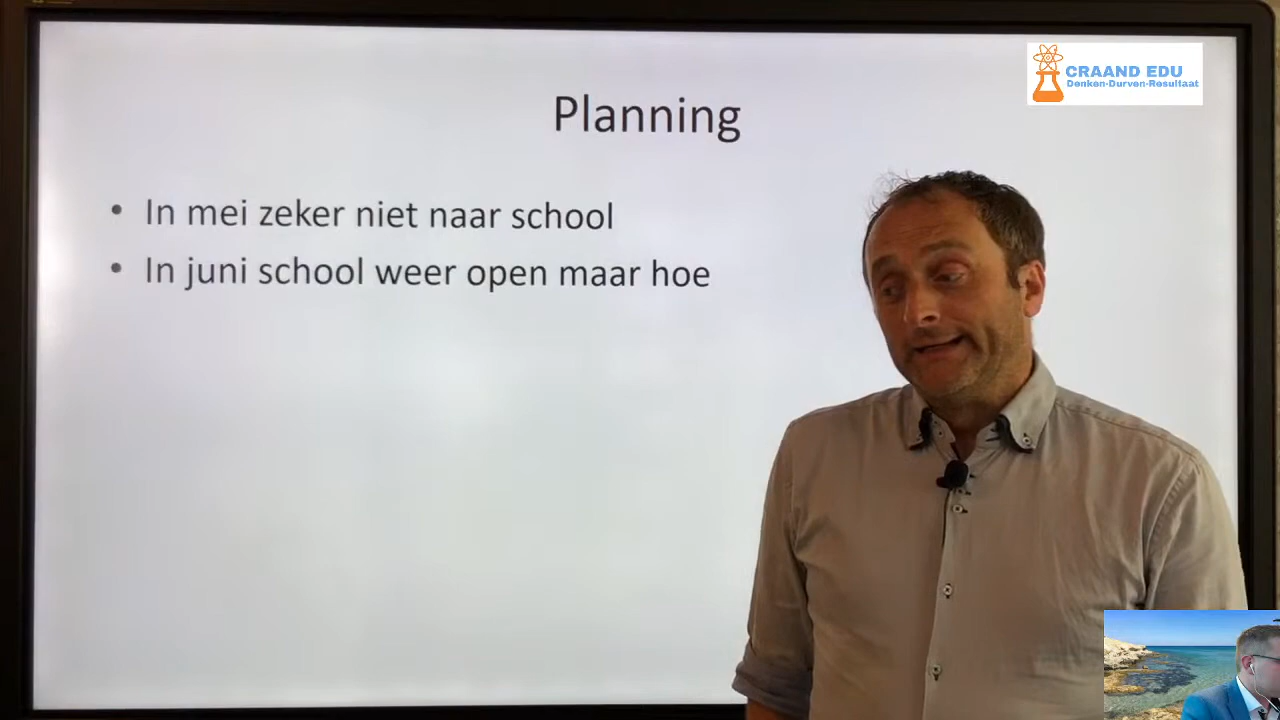 CRAAND EDU
Denken-Durven-Resultaat
Planning
• In mei zeker niet naar school
• In juni school weer open maar hoe